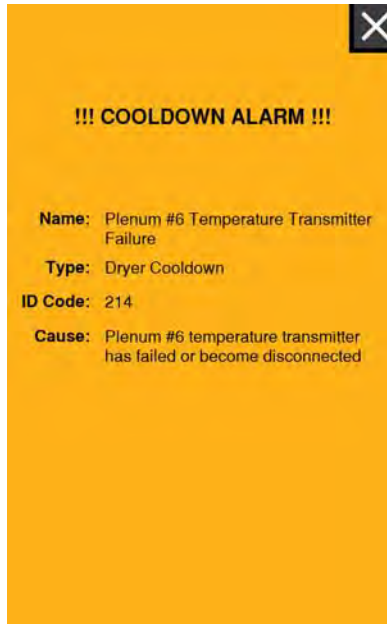 !!! COOLDOWN ALARM !!!
Name: Plenum #6 Temperature Transmitter
Failure
Type: Dryer Cooldown
ID Code: 214
Cause: Plenum #6 temperature transmitter
has failed or become disconnected